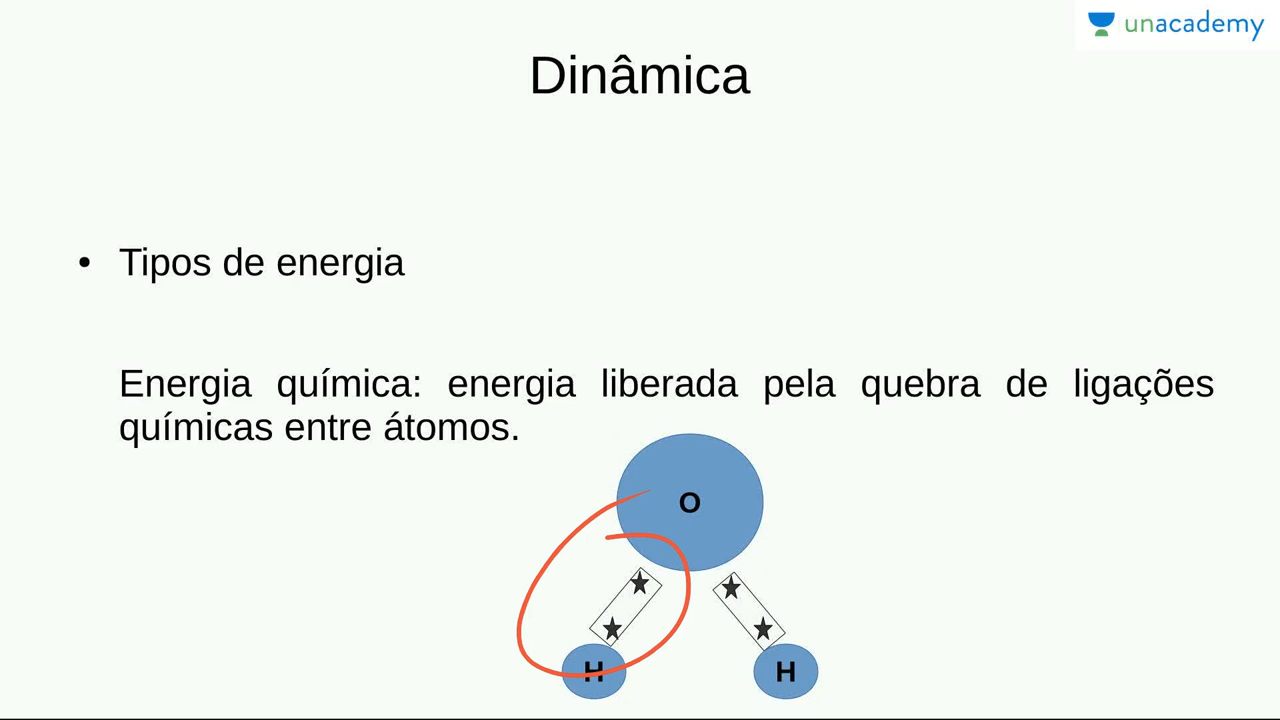 unacademy
Dinâmica
• Tipos de energia
Energia química: energia liberada pela quebra de ligações
químicas entre átomos.
O
H H